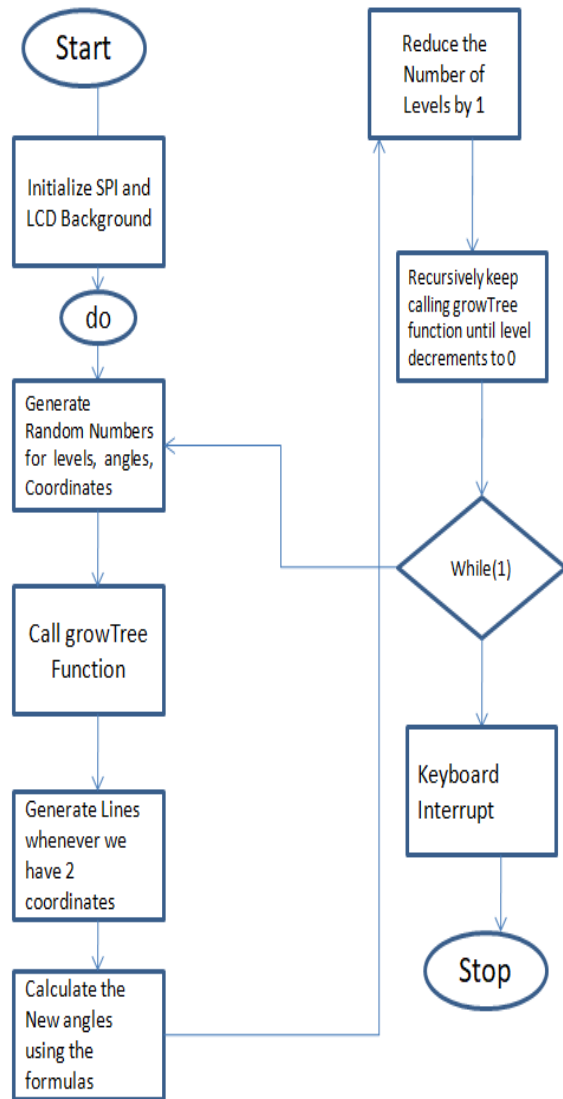 Start
Initialize SPI and
LCD Background
do
Generate
Random Numbers
for levels, angles,
Coordinates
Call growTree
Function
Generate Lines
whenever we
have 2
coordinates
Calculate the
New angles
using the
formulas
Reduce the
Number of
Levels by 1
Recursively keep
calling growTree
function until level
decrements to 0
While(1)
Keyboard
Interrupt
Stop